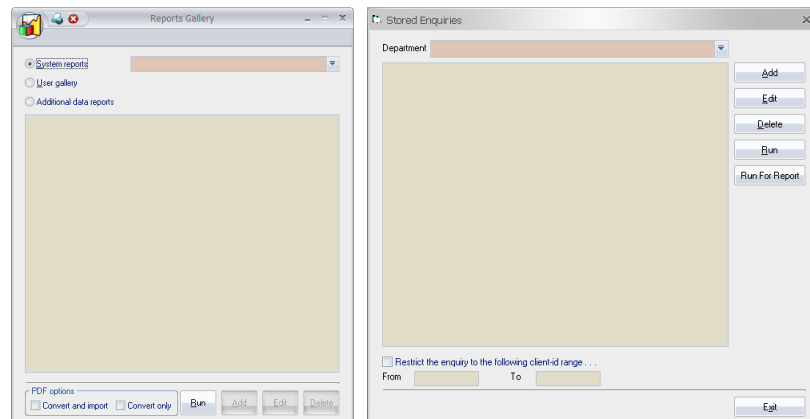 Reports Gallery
System reports
User gallery
Additional data reports
PDF options
Convert and import Convert only Run Add Edit Delete
Stored Enquiries
Department
Add
Edit
Delete
Run
Run For Report
Restrict the enquiry to the following client-id range . . .
From To
Exit